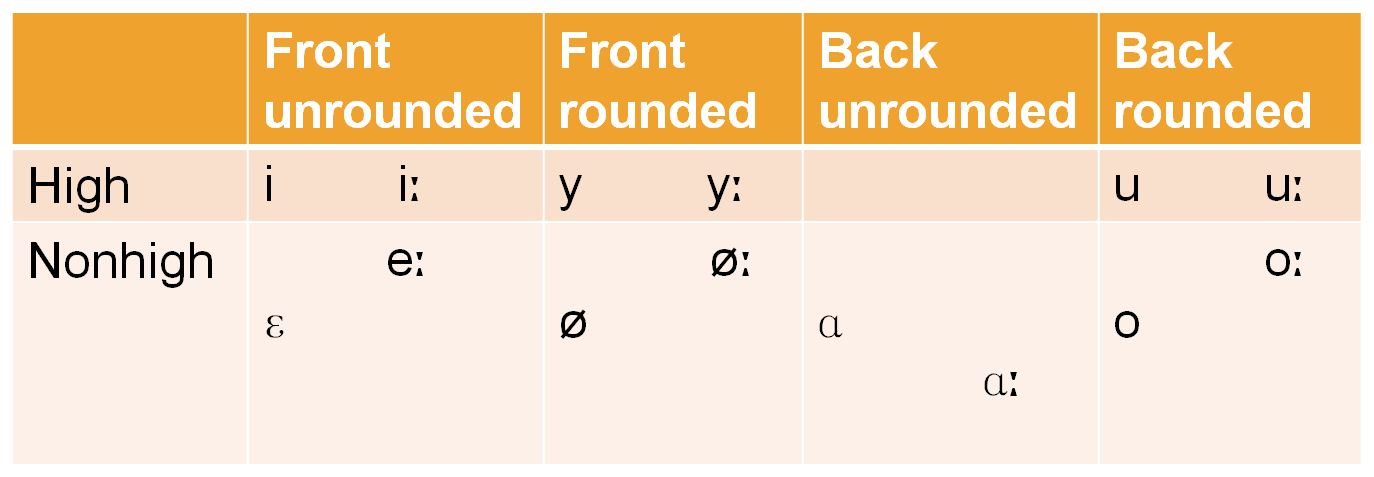 Front unrounded Front rounded Back unrounded Back rounded
High i iː y yː u uː
Nonhigh eː øː oː
ɛ ø ɑ o
ɑː